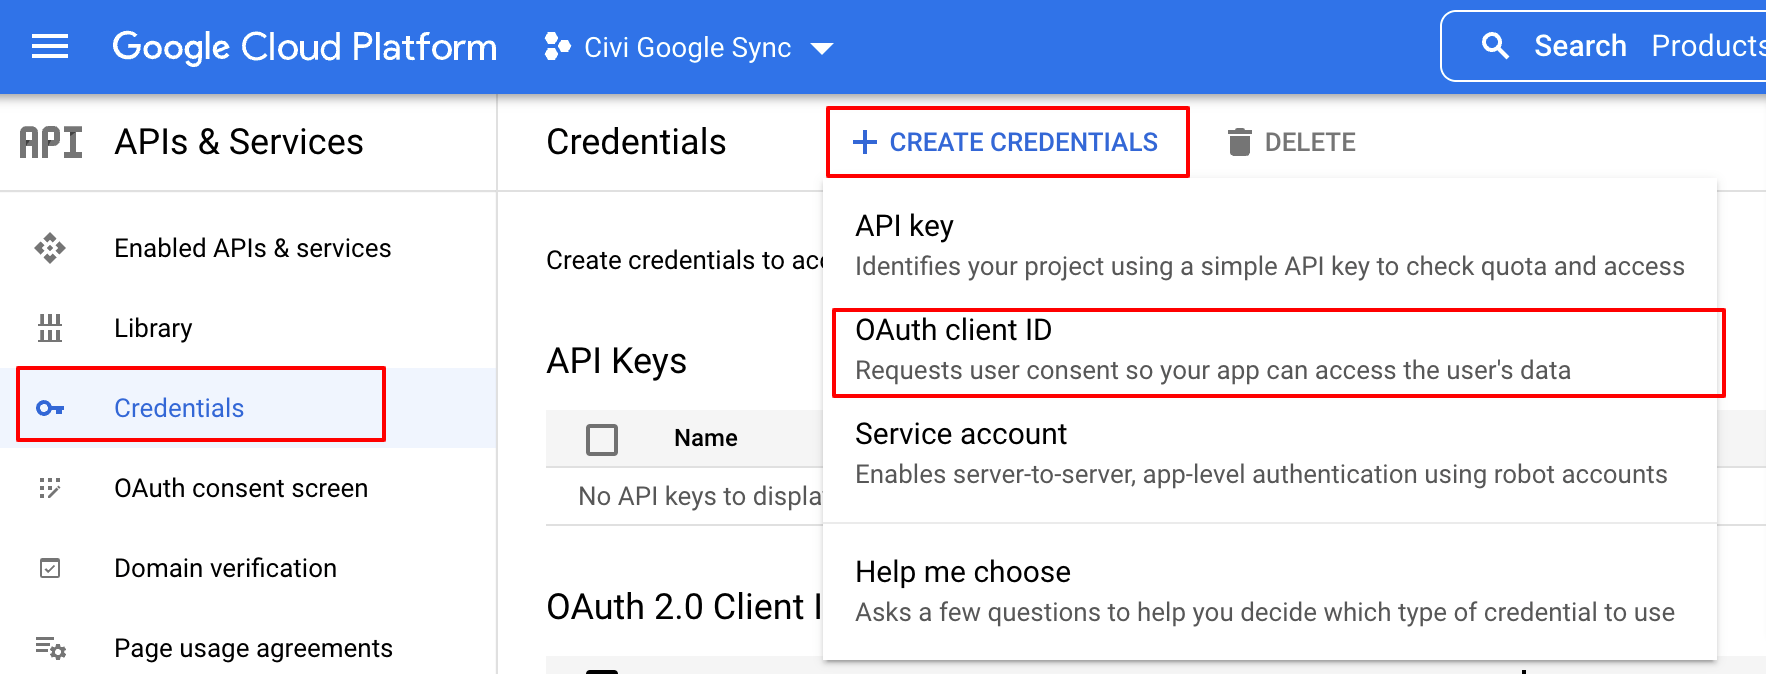 Google Cloud Platform
Civi Google Sync
Search Products
API
APIs & Services
Credentials
+ CREATE CREDENTIALS
DELETE
Enabled APIs & services
Library
Credentials
OAuth consent screen
Domain verification
Page usage agreements
Create credentials to
API Keys
Name
No API keys to
OAuth 2.0 Client
API key
Identifies your project using a simple API key to check quota and access
OAuth client ID
Requests user consent so your app can access the user's data
Service account
Enables server-to-server, app-level authentication using robot accounts
Help me choose
Asks a few questions to help you decide which type of credential to use